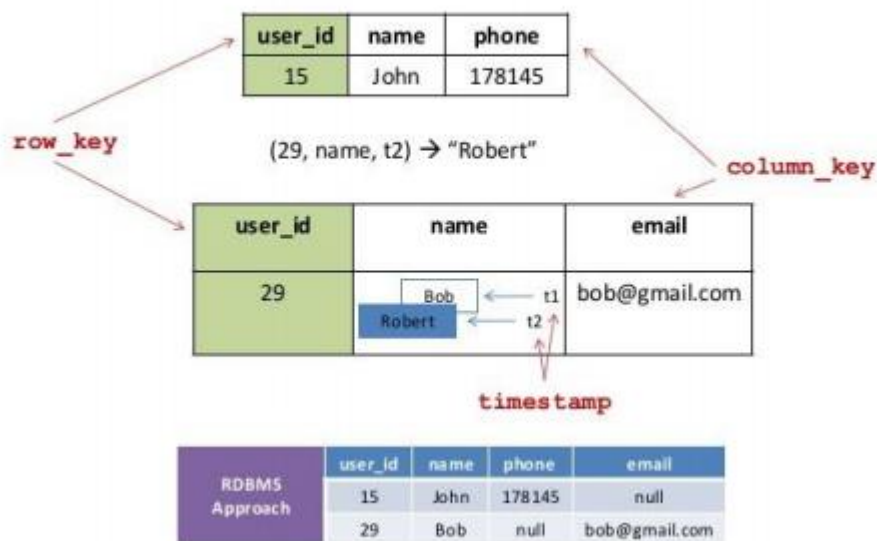 user_id name phone
15 John 178145
row_key
(29, name, t2) → “Robert”
column_key
user_id name email
29 Bob t1 bob@gmail.com
Robert t2
timestamp
RDBMS Approach
user_id name phone email
15 John 178145 null
29 Bob null bob@gmail.com